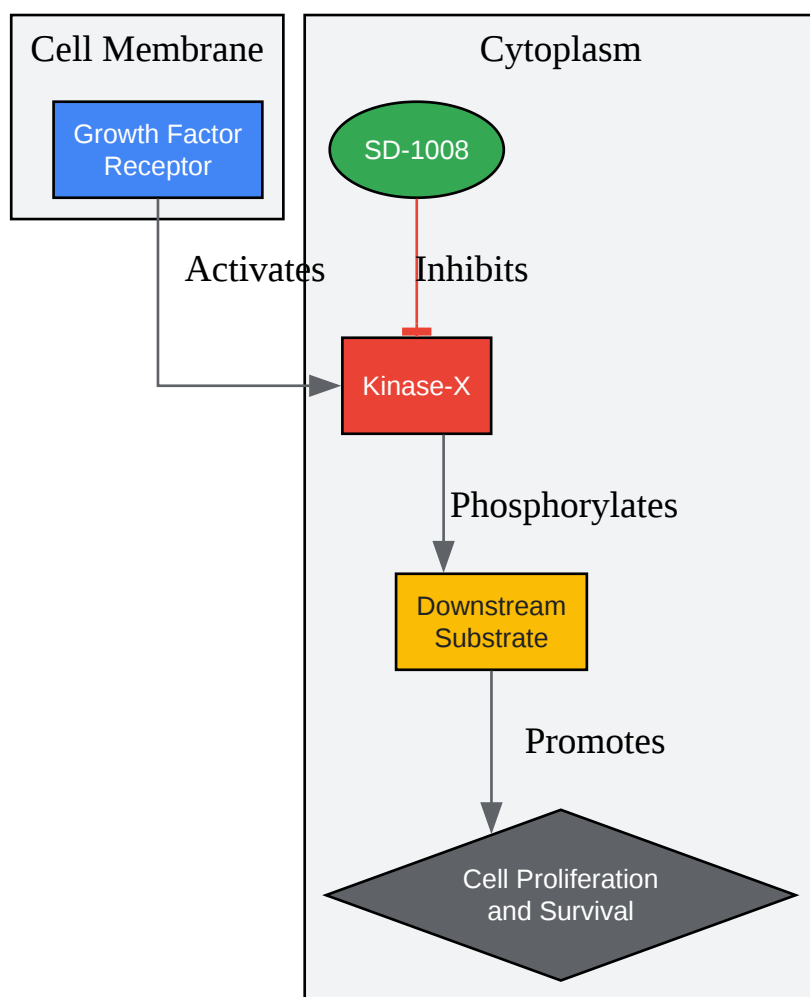 Cell Membrane
Cytoplasm
Growth Factor
Receptor
SD-1008
Activates
Inhibits
Kinase-X
Phosphorylates
Downstream
Substrate
Promotes
Cell Proliferation
and Survival